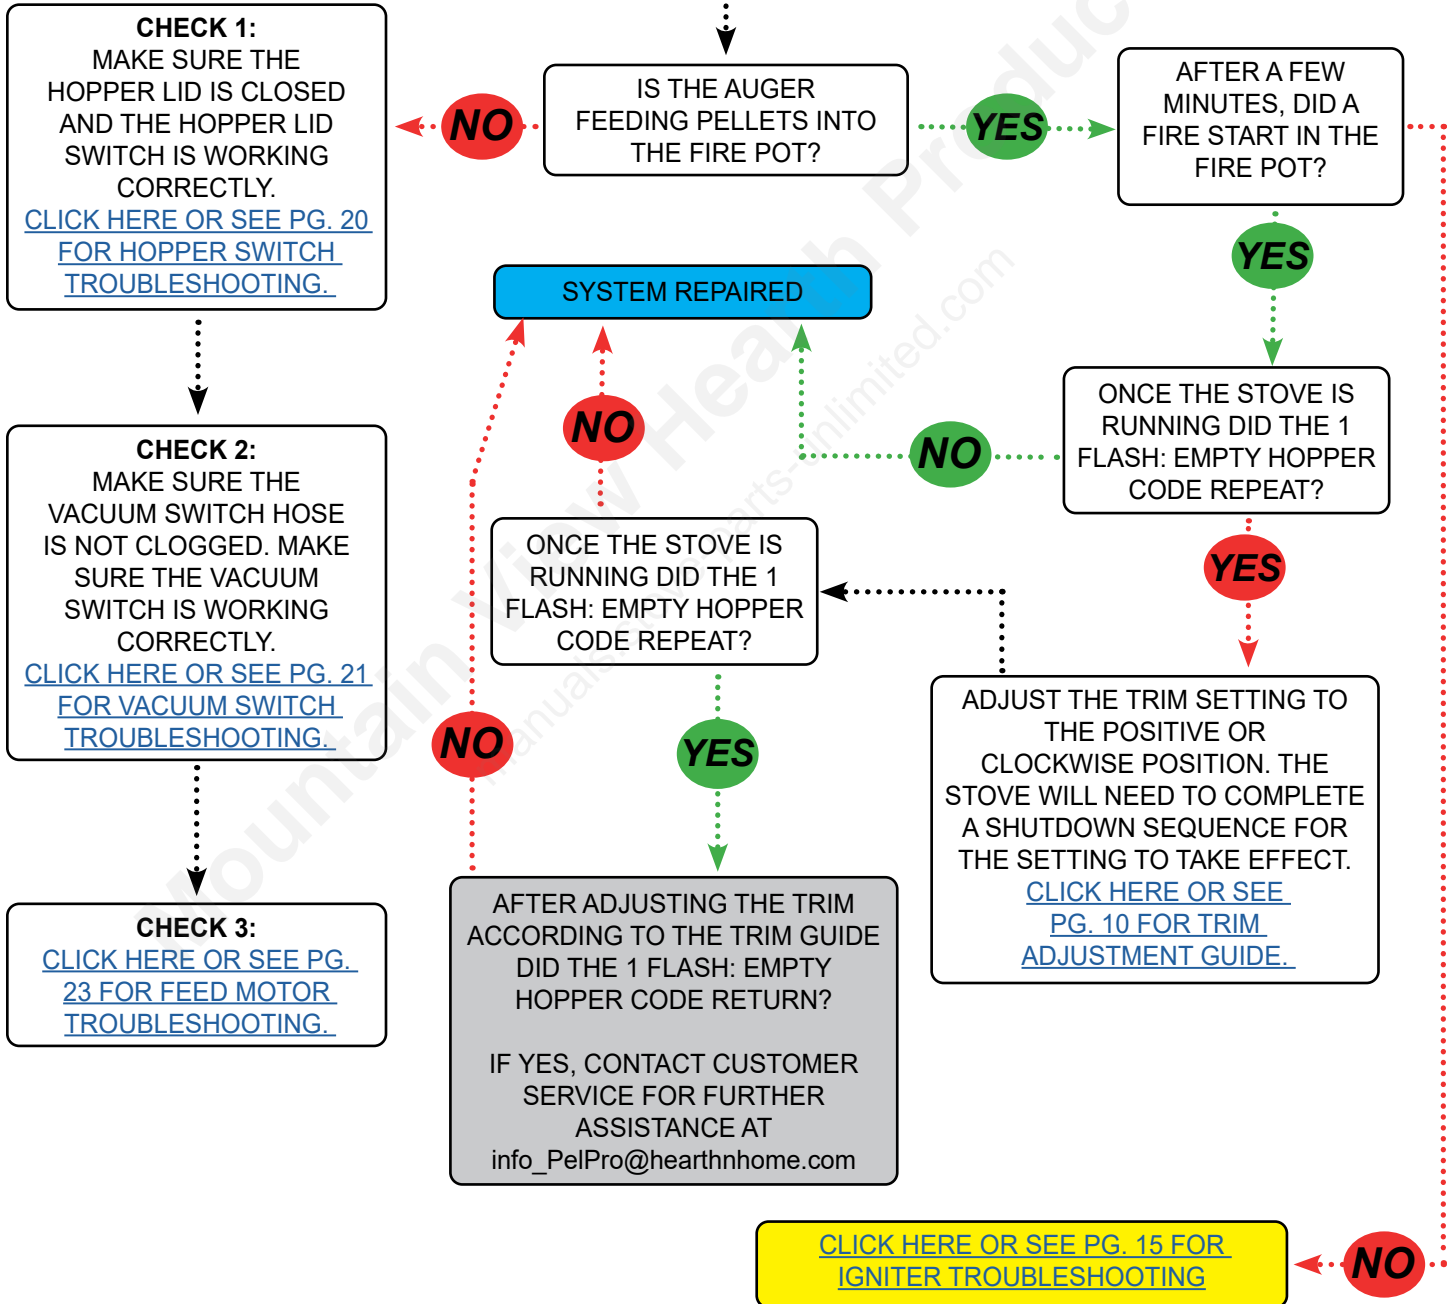 CHECK 1:
MAKE SURE THE
HOPPER LID IS CLOSED
AND THE HOPPER LID
SWITCH IS WORKING
CORRECTLY.
CLICK HERE OR SEE PG. 20
FOR HOPPER SWITCH
TROUBLESHOOTING.
NO
IS THE AUGER
FEEDING PELLETS INTO
THE FIRE POT?
YES
AFTER A FEW
MINUTES, DID A
FIRE START IN THE
FIRE POT?
YES
SYSTEM REPAIRED
ONCE THE STOVE IS
RUNNING DID THE 1
FLASH: EMPTY HOPPER
CODE REPEAT?
NO
NO
CHECK 2:
MAKE SURE THE
VACUUM SWITCH HOSE
IS NOT CLOGGED. MAKE
SURE THE VACUUM
SWITCH IS WORKING
CORRECTLY.
CLICK HERE OR SEE PG. 21
FOR VACUUM SWITCH
TROUBLESHOOTING.
ONCE THE STOVE IS
RUNNING DID THE 1
FLASH: EMPTY HOPPER
CODE REPEAT?
YES
NO
YES
ADJUST THE TRIM SETTING TO
THE POSITIVE OR
CLOCKWISE POSITION. THE
STOVE WILL NEED TO COMPLETE
A SHUTDOWN SEQUENCE FOR
THE SETTING TO TAKE EFFECT.
CLICK HERE OR SEE
PG. 10 FOR TRIM
ADJUSTMENT GUIDE.
CHECK 3:
CLICK HERE OR SEE PG.
23 FOR FEED MOTOR
TROUBLESHOOTING.
AFTER ADJUSTING THE TRIM
ACCORDING TO THE TRIM GUIDE
DID THE 1 FLASH: EMPTY
HOPPER CODE RETURN?
IF YES, CONTACT CUSTOMER
SERVICE FOR FURTHER
ASSISTANCE AT
info_PelPro@hearthnhome.com
CLICK HERE OR SEE PG. 15 FOR
IGNITER TROUBLESHOOTING
NO
Mountain View Hearth Produc
manuals.stove-parts-unlimited.com